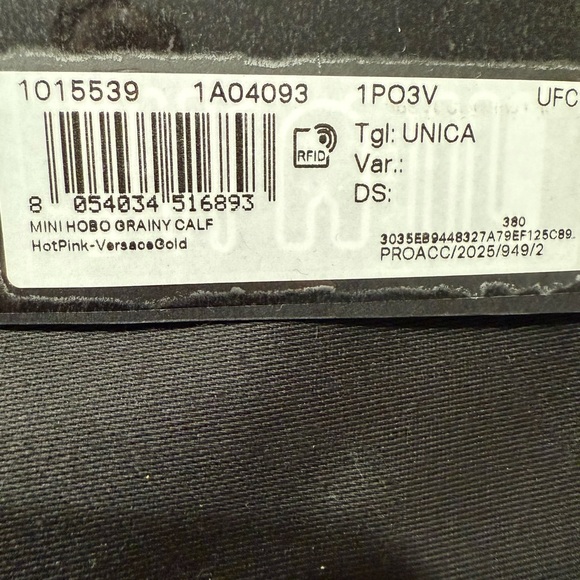 1015539 1A04093 1PO3V UFC
RFID
Tgl: UNICA
Var.:
DS:
8 054034 516893
MINI HOBO GRAINY CALF
HotPink-VersaceGold
380
3035EB9448327A79EF125C89..
PROACC/2025/949/2